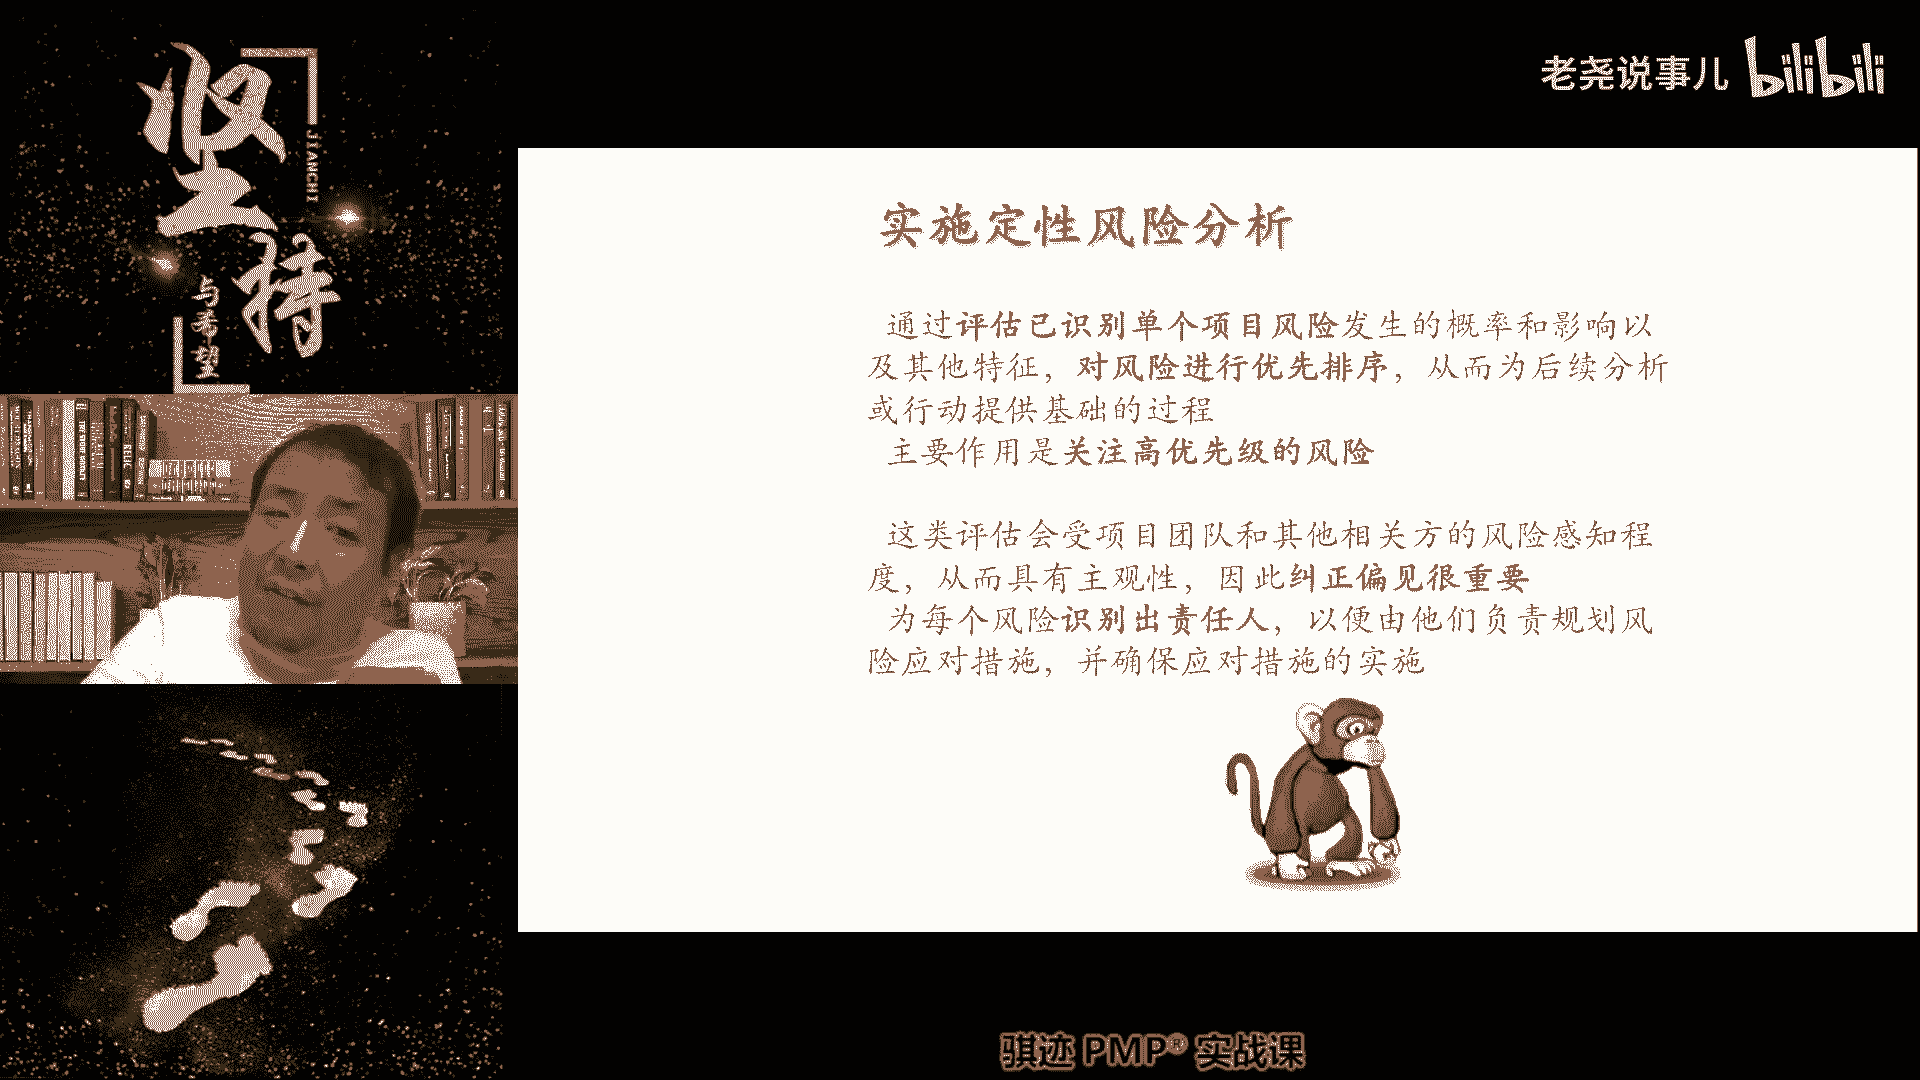 坚持
JIANCHI
与希望
老尧说事儿 bilibili
实施定性风险分析
通过评估已识别单个项目风险发生的概率和影响以
及其他特征，对风险进行优先排序，从而为后续分析
或行动提供基础的过程
主要作用是关注高优先级的风险
这类评估会受项目团队和其他相关方的风险感知程
度，从而具有主观性，因此纠正偏见很重要
为每个风险识别出责任人，以便由他们负责规划风
险应对措施，并确保应对措施的实施
骐迹 PMP® 实战课